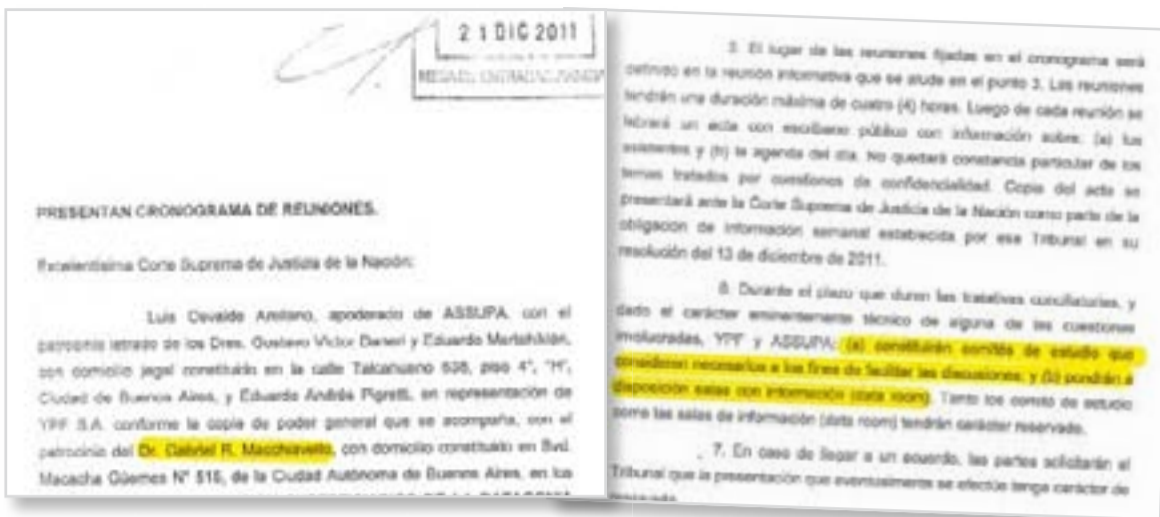 21 DIC 2011
PRESENTAN CRONOGRAMA DE REUNIONES.
Excelentísima Corte Suprema de Justicia de la Nación:
Luis Osvaldo Arellano, apoderado de ASSUPA, con el
patrocinio letrado de los Dres. Gustavo Victor Daneri y Eduardo
con domicilio legal constituido en la calle Talcahuano 638, piso 4°, "H",
Ciudad de Buenos Aires, y Eduardo Andrés Pigretti, en representación de
YPF S.A. conforme la copia de poder general que se acompaña, con el
patrocinio del Dr. Gabriel R. Macchiavello, con domicilio constituido en Bvd.
Macacha Güemes N° 515, de la Ciudad Autónoma de Buenos Aires, en los
El lugar de las reuniones fijadas en el cronograma será
definido en la reunión informativa que se alude en el punto 3. Las reuniones
tendrán una duración máxima de cuatro (4) horas. Luego de cada reunión se
labrará un acta con escribano público con información sobre: (a) los
asistentes y (b) la agenda del día. No quedará constancia particular de los
temas tratados por cuestiones de confidencialidad. Copia del acta se
presentará ante la Corte Suprema de Justicia de la Nación como parte de la
obligación de información semanal establecida por ese Tribunal en su
resolución del 13 de diciembre de 2011.
Durante el plazo que duren las tratativas conciliatorias, y
dado el carácter eminentemente técnico de alguna de las cuestiones
involucradas, YPF y ASSUPA: (a) constituirán comités de estudio que
consideren necesarios a los fines de facilitar las discusiones; y (b) pondrán a
disposición salas con información (data room). Tanto los comité de estudio
como las salas de información (data room) tendrán carácter reservado.
7. En caso de llegar a un acuerdo, las partes solicitarán al
Tribunal que la presentación que eventualmente se efectúe tenga carácter de